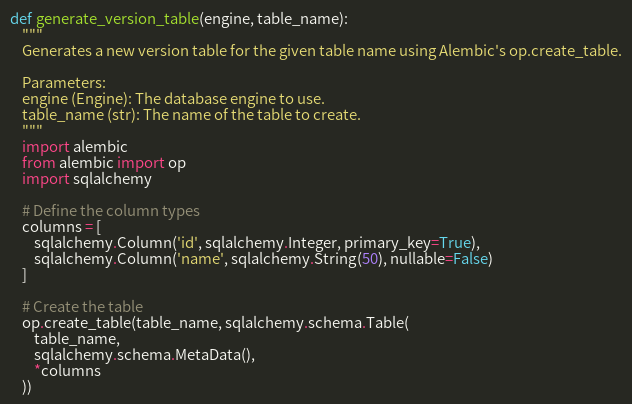 def generate_version_table(engine, table_name):
    """
    Generates a new version table for the given table name using Alembic's op.create_table.

    Parameters:
    engine (Engine): The database engine to use.
    table_name (str): The name of the table to create.
    """
    import alembic
    from alembic import op
    import sqlalchemy

    # Define the column types
    columns = [
        sqlalchemy.Column('id', sqlalchemy.Integer, primary_key=True),
        sqlalchemy.Column('name', sqlalchemy.String(50), nullable=False)
    ]

    # Create the table
    op.create_table(table_name, sqlalchemy.schema.Table(
        table_name,
        sqlalchemy.schema.MetaData(),
        *columns
    ))